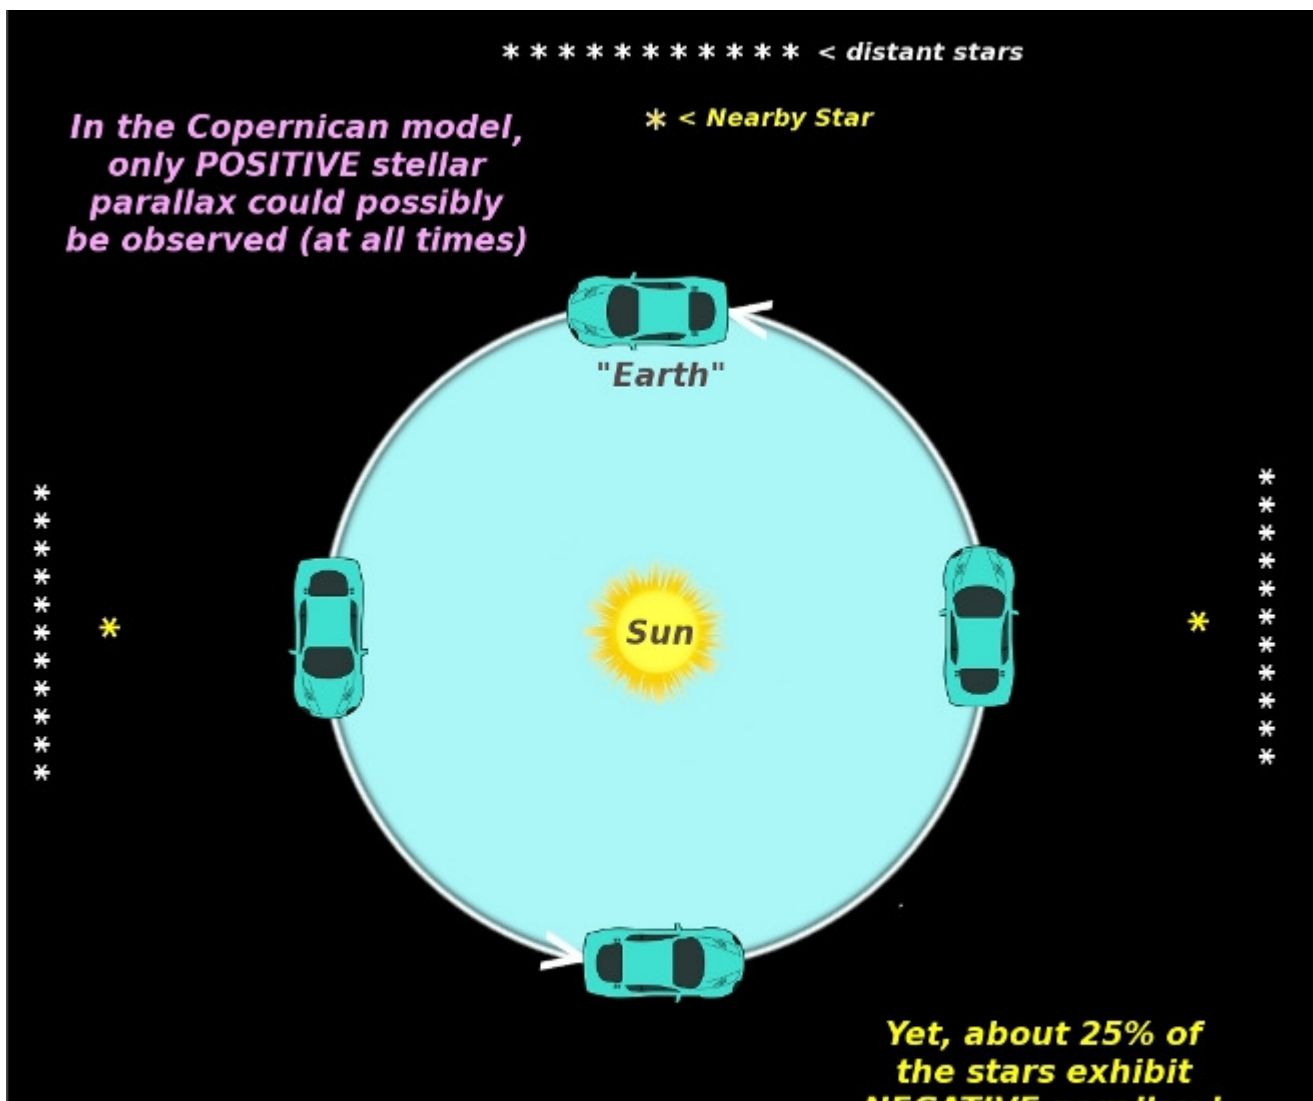 * * * * * * * * * * * < distant stars
* < Nearby Star
In the Copernican model,
only POSITIVE stellar
parallax could possibly
be observed (at all times)
"Earth"
Sun
Yet, about 25% of
the stars exhibit
NEGATIVE